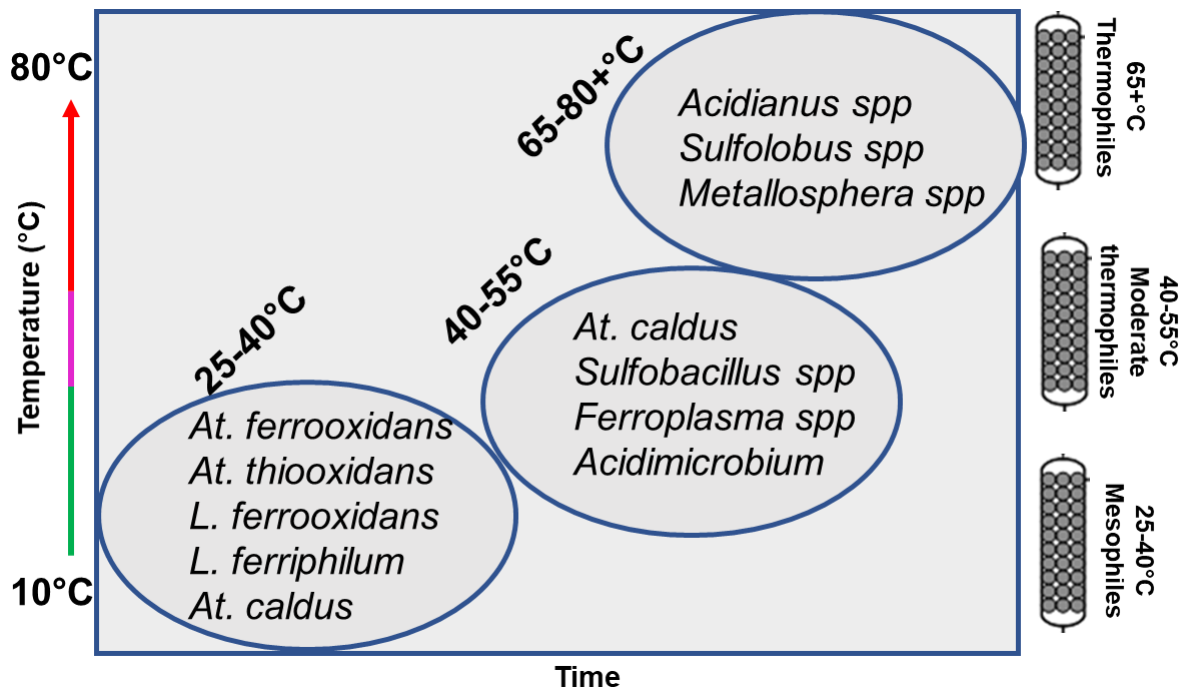 80°C
Temperature (°C)
10°C
65-80+°C
Acidianus spp
Sulfolobus spp
Metallosphera spp
40-55°C
At. caldus
Sulfobacillus spp
Ferroplasma spp
Acidimicrobium
25-40°C
At. ferrooxidans
At. thiooxidans
L. ferrooxidans
L. ferriphilum
At. caldus
Time
65+°C
Thermophiles
40-55°C
Moderate
thermophiles
25-40°C
Mesophiles